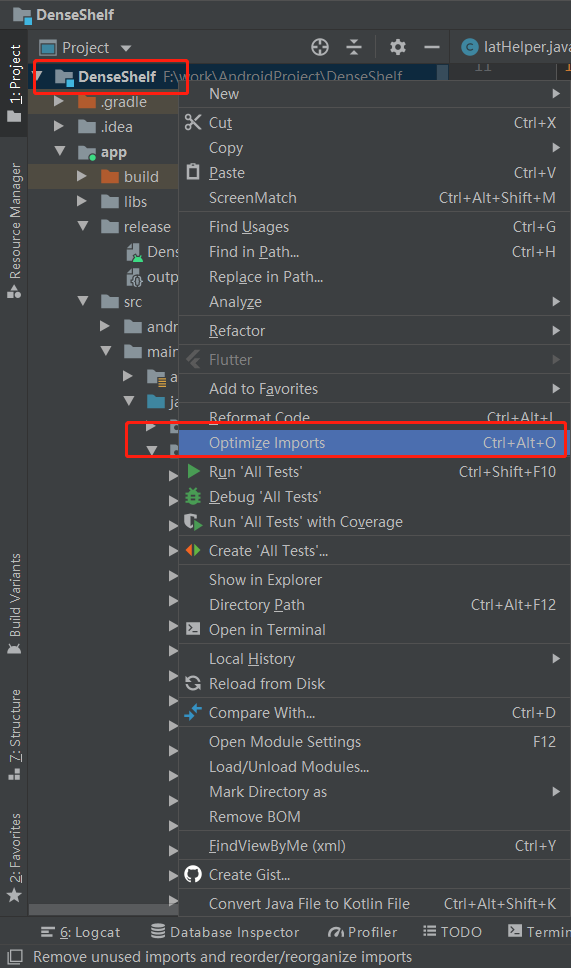 DenseShelf
Project
latHelper.java
11
DenseShelf F:\work\AndroidProject\DenseShelf
.gradle
.idea
app
build
libs
release
Dens
outp
src
andr
main
a
ja
1: Project
Resource Manager
Build Variants
7: Structure
2: Favorites
New
Cut Ctrl+X
Copy
Paste Ctrl+V
ScreenMatch Ctrl+Alt+Shift+M
Find Usages Ctrl+G
Find in Path... Ctrl+H
Replace in Path...
Analyze
Refactor
Flutter
Add to Favorites
Reformat Code Ctrl+Alt+L
Optimize Imports Ctrl+Alt+O
Run 'All Tests' Ctrl+Shift+F10
Debug 'All Tests'
Run 'All Tests' with Coverage
Create 'All Tests'...
Show in Explorer
Directory Path Ctrl+Alt+F12
Open in Terminal
Local History
Reload from Disk
Compare With... Ctrl+D
Open Module Settings F12
Load/Unload Modules...
Mark Directory as
Remove BOM
FindViewByMe (xml) Ctrl+Y
Create Gist...
Convert Java File to Kotlin File Ctrl+Alt+Shift+K
6: Logcat Database Inspector Profiler TODO Termin
Remove unused imports and reorder/reorganize imports